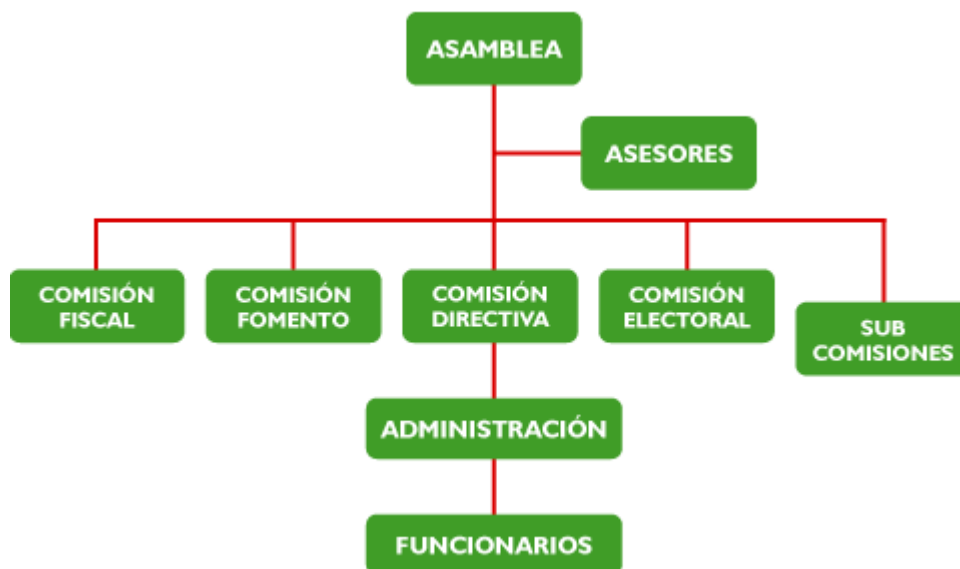 ASAMBLEA
ASESORES
COMISIÓN
FISCAL
COMISIÓN
FOMENTO
COMISIÓN
DIRECTIVA
COMISIÓN
ELECTORAL
SUB
COMISIONES
ADMINISTRACIÓN
FUNCIONARIOS